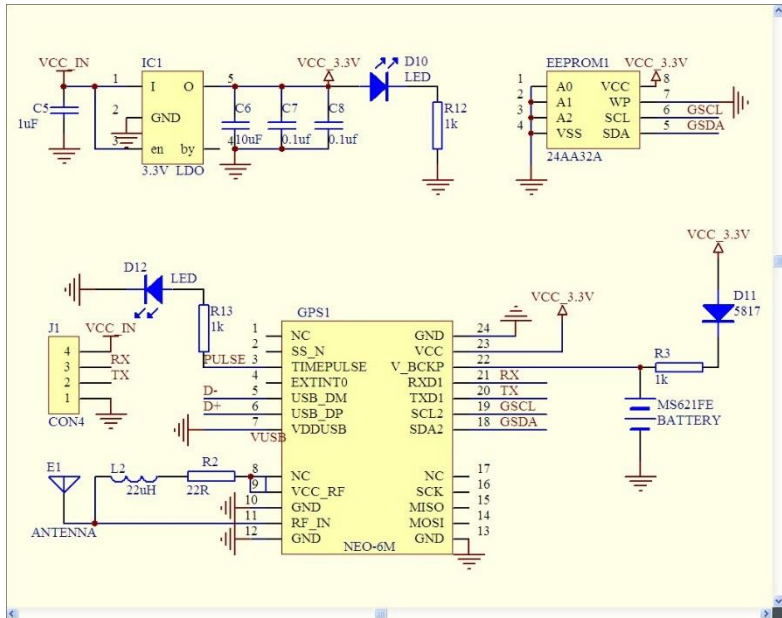 VCC_IN
C5
1uF
IC1
1 I O 5
2 GND
3 en by 4
3.3V LDO
C6
10uF
C7
0.1uf
C8
0.1uf
VCC_3.3V
D10
LED
R12
1k
EEPROM1
VCC_3.3V
1 A0 VCC 8
2 A1 WP 7
3 A2 SCL 6 GSCL
4 VSS SDA 5 GSDA
24AA32A
D12
LED
R13
1k
J1
VCC_IN
4
3 RX
2 TX
1
CON4
GPS1
1 NC GND 24
2 SS_N VCC 23
PULSE 3 TIMEPULSE V_BCKP 22
4 EXTINT0 RXD1 21 RX
D- 5 USB_DM TXD1 20 TX
D+ 6 USB_DP SCL2 19 GSCL
7 VDDUSB SDA2 18 GSDA
VUSB
8 NC NC 17
9 VCC_RF SCK 16
10 GND MISO 15
11 RF_IN MOSI 14
12 GND GND 13
NEO-6M
VCC_3.3V
VCC_3.3V
D11
5817
R3
1k
MS621FE
BATTERY
E1
ANTENNA
L2
22uH
R2
22R